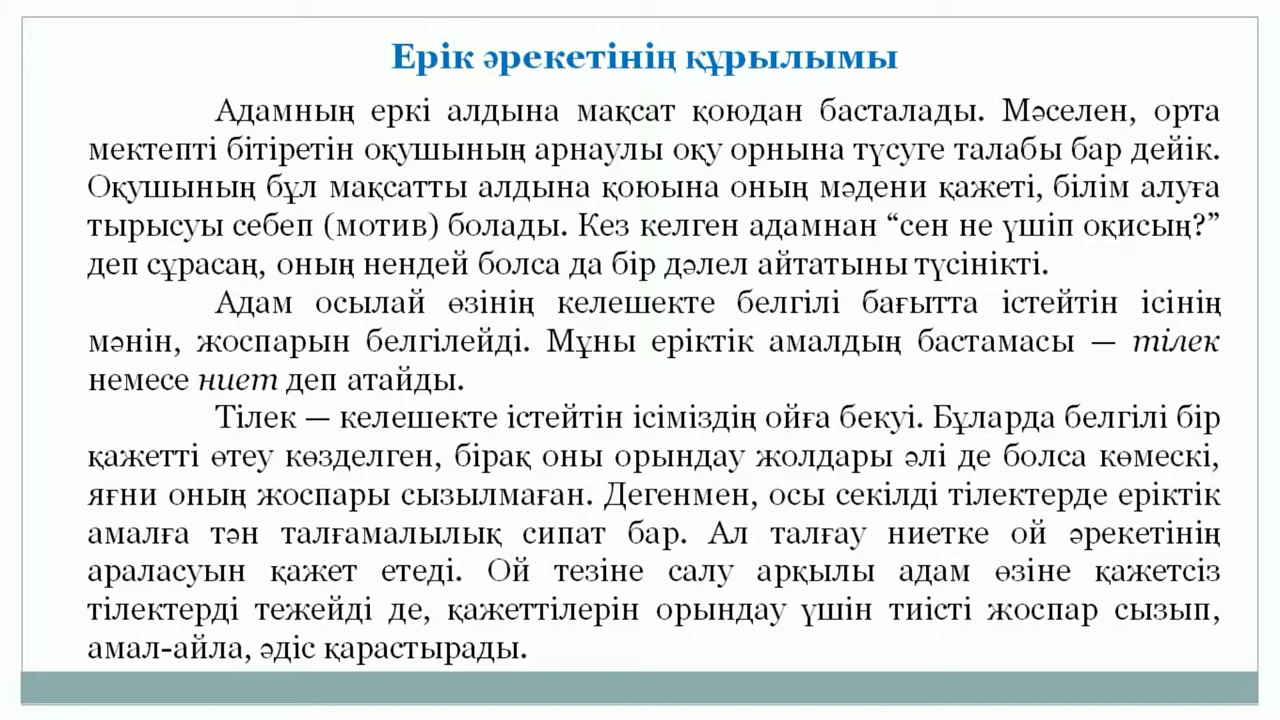 Ерік әрекетінің құрылымы
Адамның еркі алдына мақсат қоюдан басталады. Мәселен, орта
мектепті бітіретін оқушының арнаулы оқу орнына түсуге талабы бар дейік.
Оқушының бұл мақсатты алдына қоюына оның мәдени қажеті, білім алуға
тырысуы себеп (мотив) болады. Кез келген адамнан “сен не үшіп оқисың?”
деп сұрасаң, оның нендей болса да бір дәлел айтатыны түсінікті.
Адам осылай өзінің келешекте белгілі бағытта істейтін ісінің
мәнін, жоспарын белгілейді. Мұны еріктік амалдың бастамасы — тілек
немесе ниет деп атайды.
Тілек — келешекте істейтін ісіміздің ойға бекуі. Бұларда белгілі бір
қажетті өтеу көзделген, бірақ оны орындау жолдары әлі де болса көмескі,
яғни оның жоспары сызылмаған. Дегенмен, осы секілді тілектерде еріктік
амалға тән талғамалылық сипат бар. Ал талғау ниетке ой әрекетінің
араласуын қажет етеді. Ой тезіне салу арқылы адам өзіне қажетсіз
тілектерді тежейді де, қажеттілерін орындау үшін тиісті жоспар сызып,
амал-айла, әдіс қарастырады.